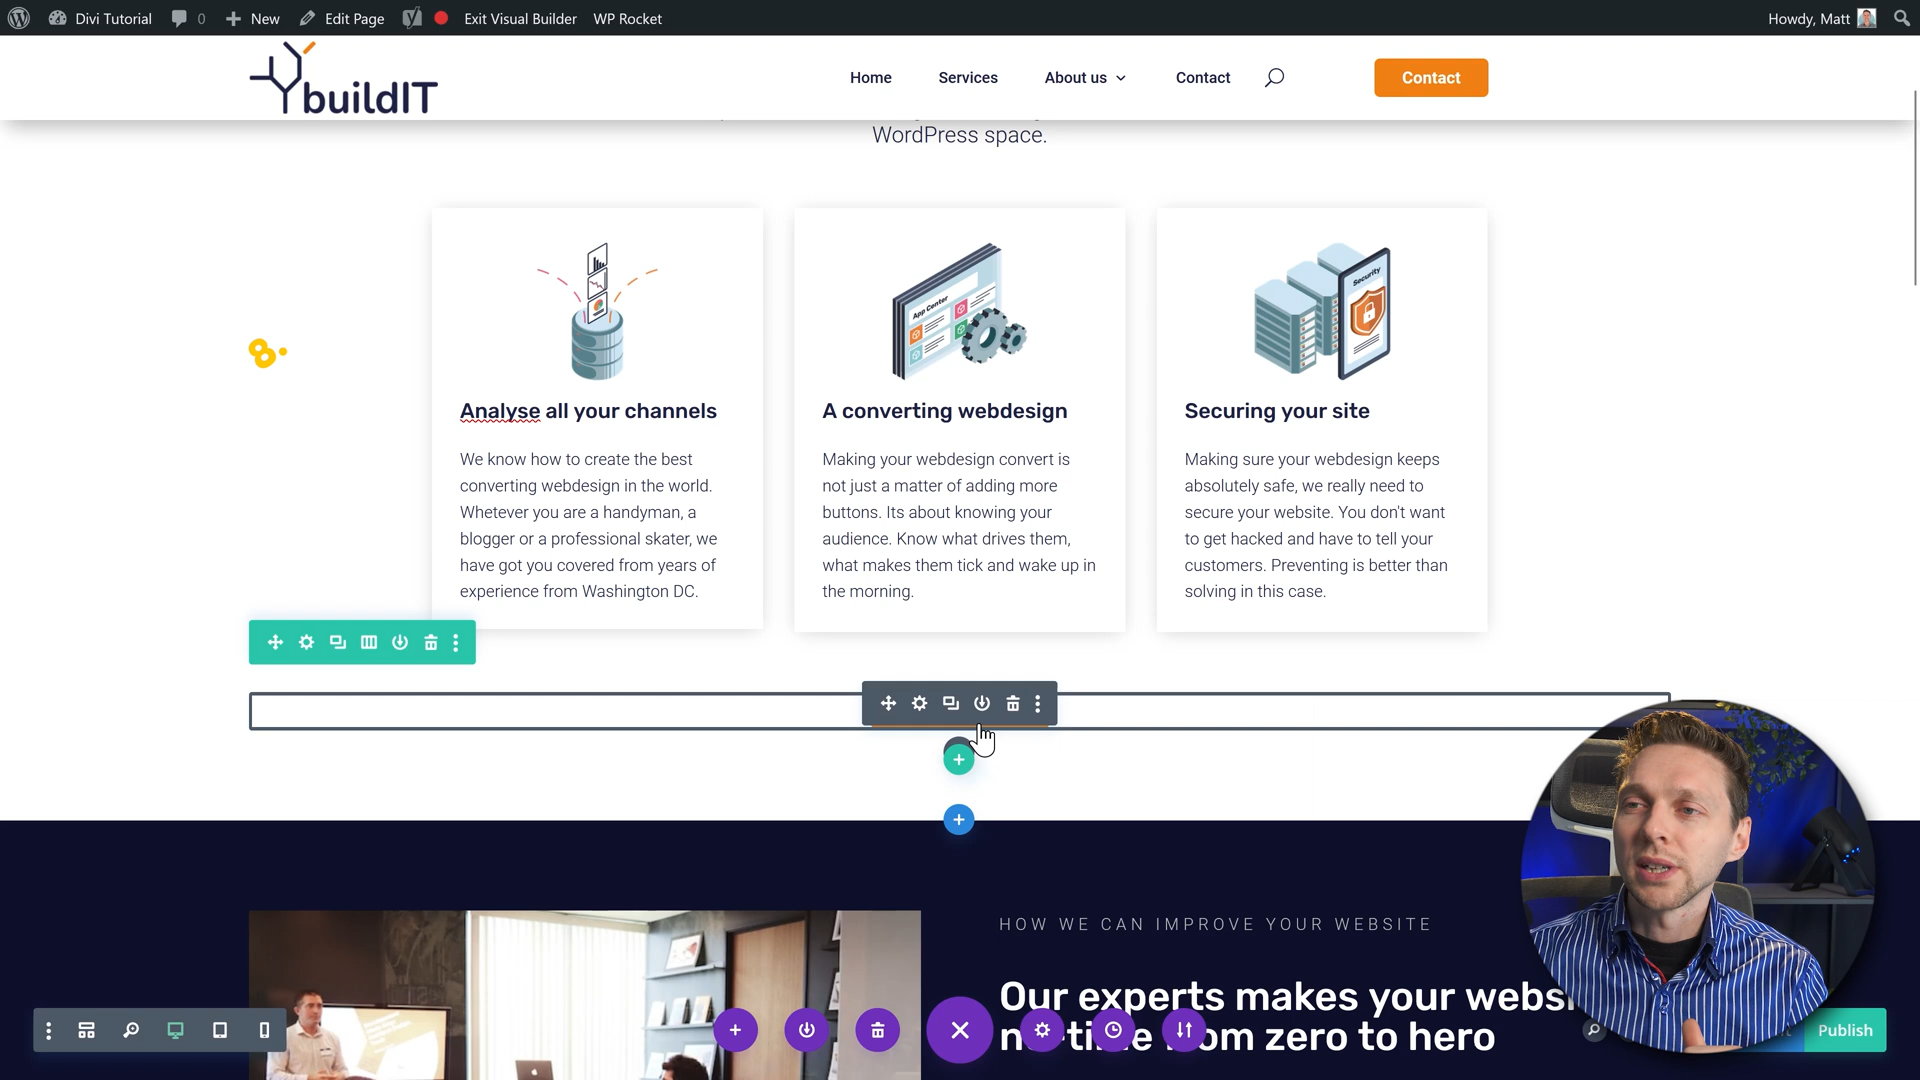 Divi Tutorial
0
New
Edit Page
Exit Visual Builder
WP Rocket
Howdy, Matt
buildIT
Home
Services
About us
Contact
Contact
WordPress space.
App Center
Security
Analyse all your channels
We know how to create the best
converting webdesign in the world.
Whetever you are a handyman, a
blogger or a professional skater, we
have got you covered from years of
experience from Washington DC.
A converting webdesign
Making your webdesign convert is
not just a matter of adding more
buttons. Its about knowing your
audience. Know what drives them,
what makes them tick and wake up in
the morning.
Securing your site
Making sure your webdesign keeps
absolutely safe, we really need to
secure your website. You don't want
to get hacked and have to tell your
customers. Preventing is better than
solving in this case.
HOW WE CAN IMPROVE YOUR WEBSITE
Our experts makes your
from zero to hero
Publish